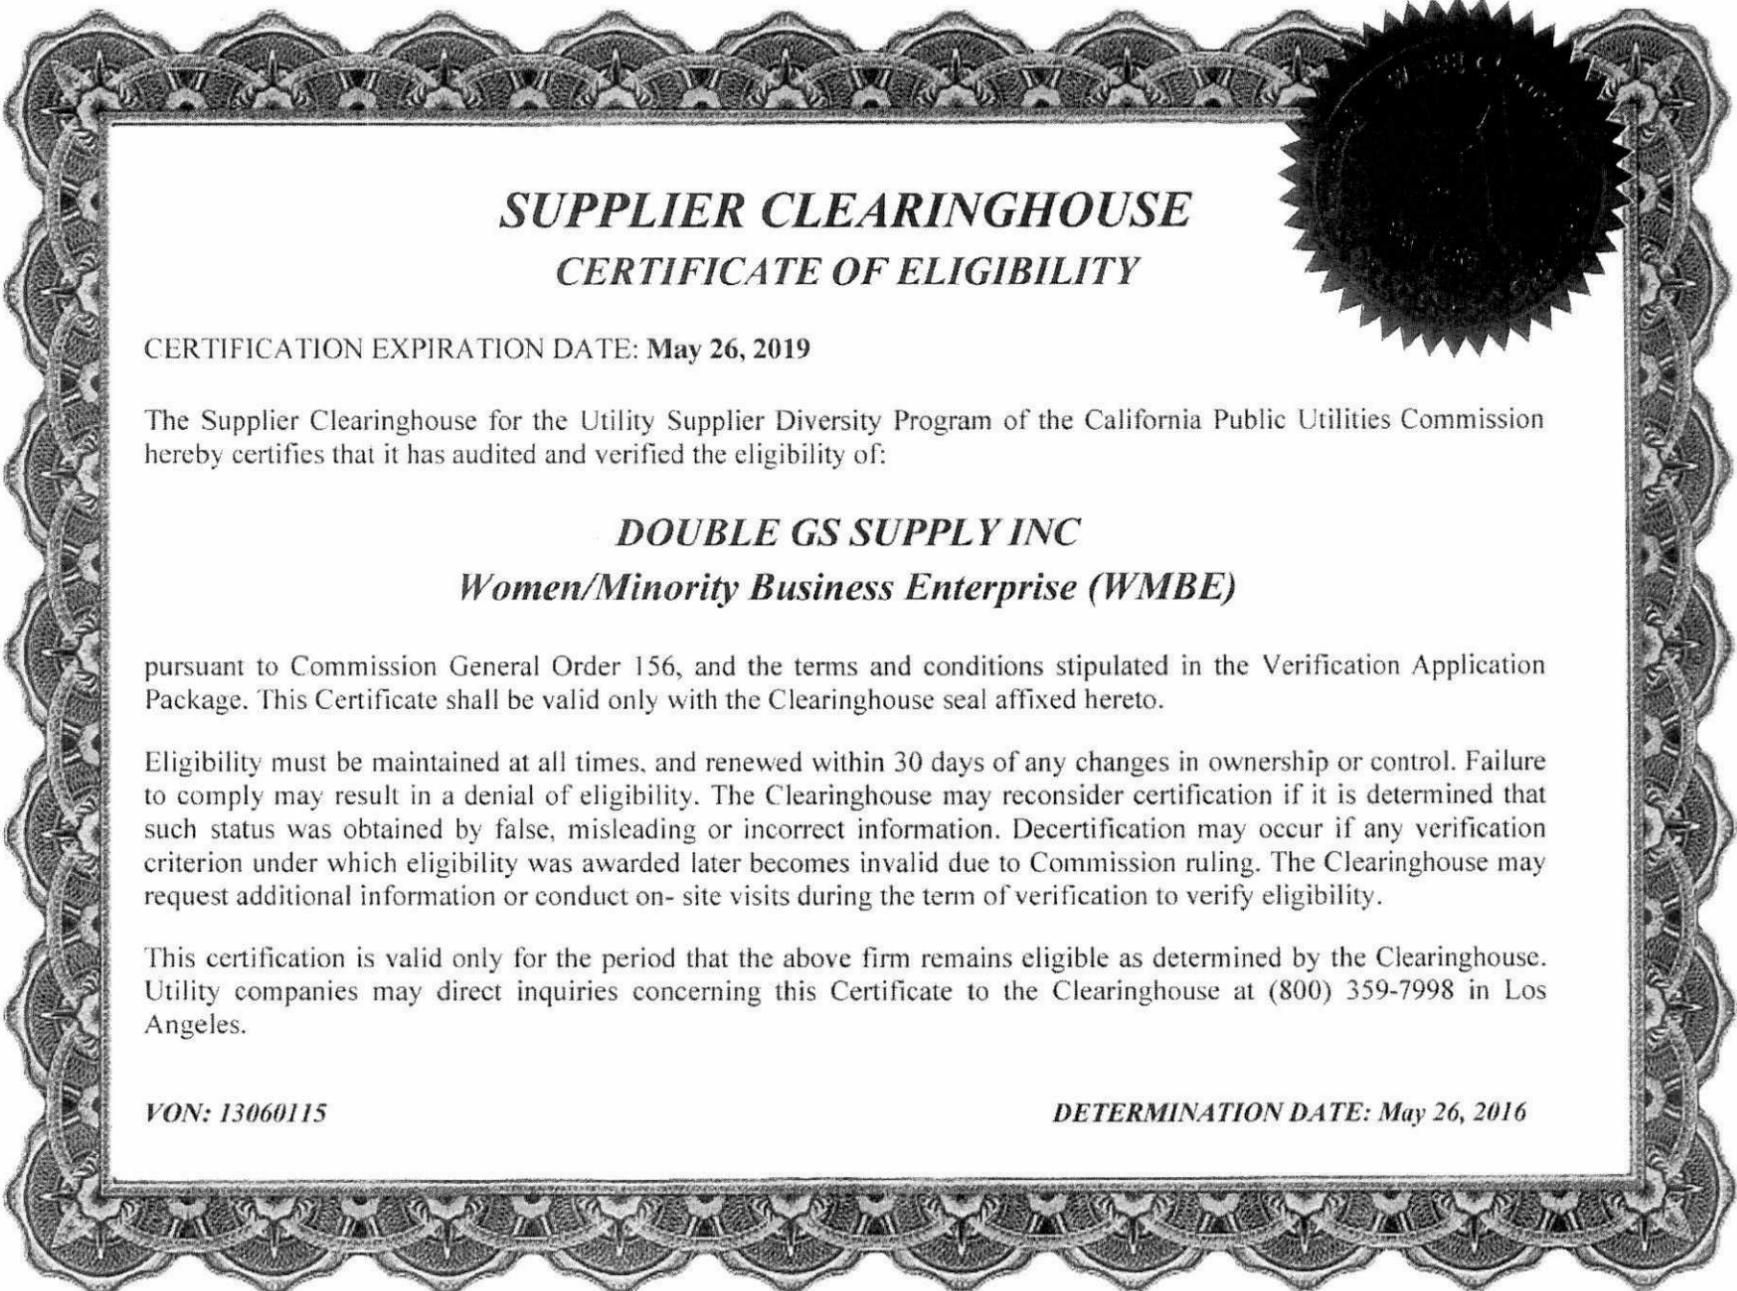 SUPPLIER CLEARINGHOUSE
CERTIFICATE OF ELIGIBILITY
CERTIFICATION EXPIRATION DATE: May 26, 2019
The Supplier Clearinghouse for the Utility Supplier Diversity Program of the California Public Utilities Commission
hereby certifies that it has audited and verified the eligibility of:
DOUBLE GS SUPPLY INC
Women/Minority Business Enterprise (WMBE)
pursuant to Commission General Order 156, and the terms and conditions stipulated in the Verification Application
Package. This Certificate shall be valid only with the Clearinghouse seal affixed hereto.
Eligibility must be maintained at all times, and renewed within 30 days of any changes in ownership or control. Failure
to comply may result in a denial of eligibility. The Clearinghouse may reconsider certification if it is determined that
such status was obtained by false, misleading or incorrect information. Decertification may occur if any verification
criterion under which eligibility was awarded later becomes invalid due to Commission ruling. The Clearinghouse may
request additional information or conduct on- site visits during the term of verification to verify eligibility.
This certification is valid only for the period that the above firm remains eligible as determined by the Clearinghouse.
Utility companies may direct inquiries concerning this Certificate to the Clearinghouse at (800) 359-7998 in Los
Angeles.
VON: 13060115
DETERMINATION DATE: May 26, 2016